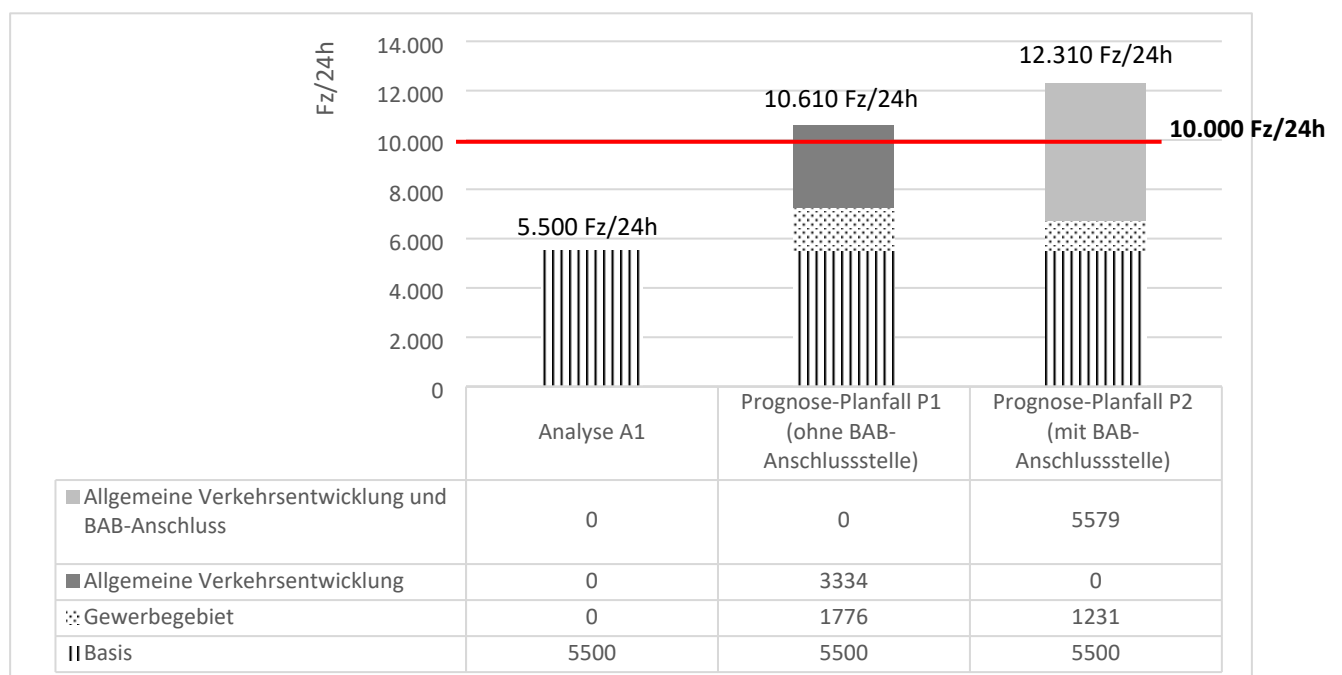 Fz/24h
14.000
12.000
10.000
8.000
6.000
4.000
2.000
0
5.500 Fz/24h
10.610 Fz/24h
12.310 Fz/24h
10.000 Fz/24h
Analyse A1
Prognose-Planfall P1
(ohne BAB-
Anschlussstelle)
Prognose-Planfall P2
(mit BAB-
Anschlussstelle)
Allgemeine Verkehrsentwicklung und
BAB-Anschluss
0 0 5579
Allgemeine Verkehrsentwicklung 0 3334 0
Gewerbegebiet 0 1776 1231
Basis 5500 5500 5500